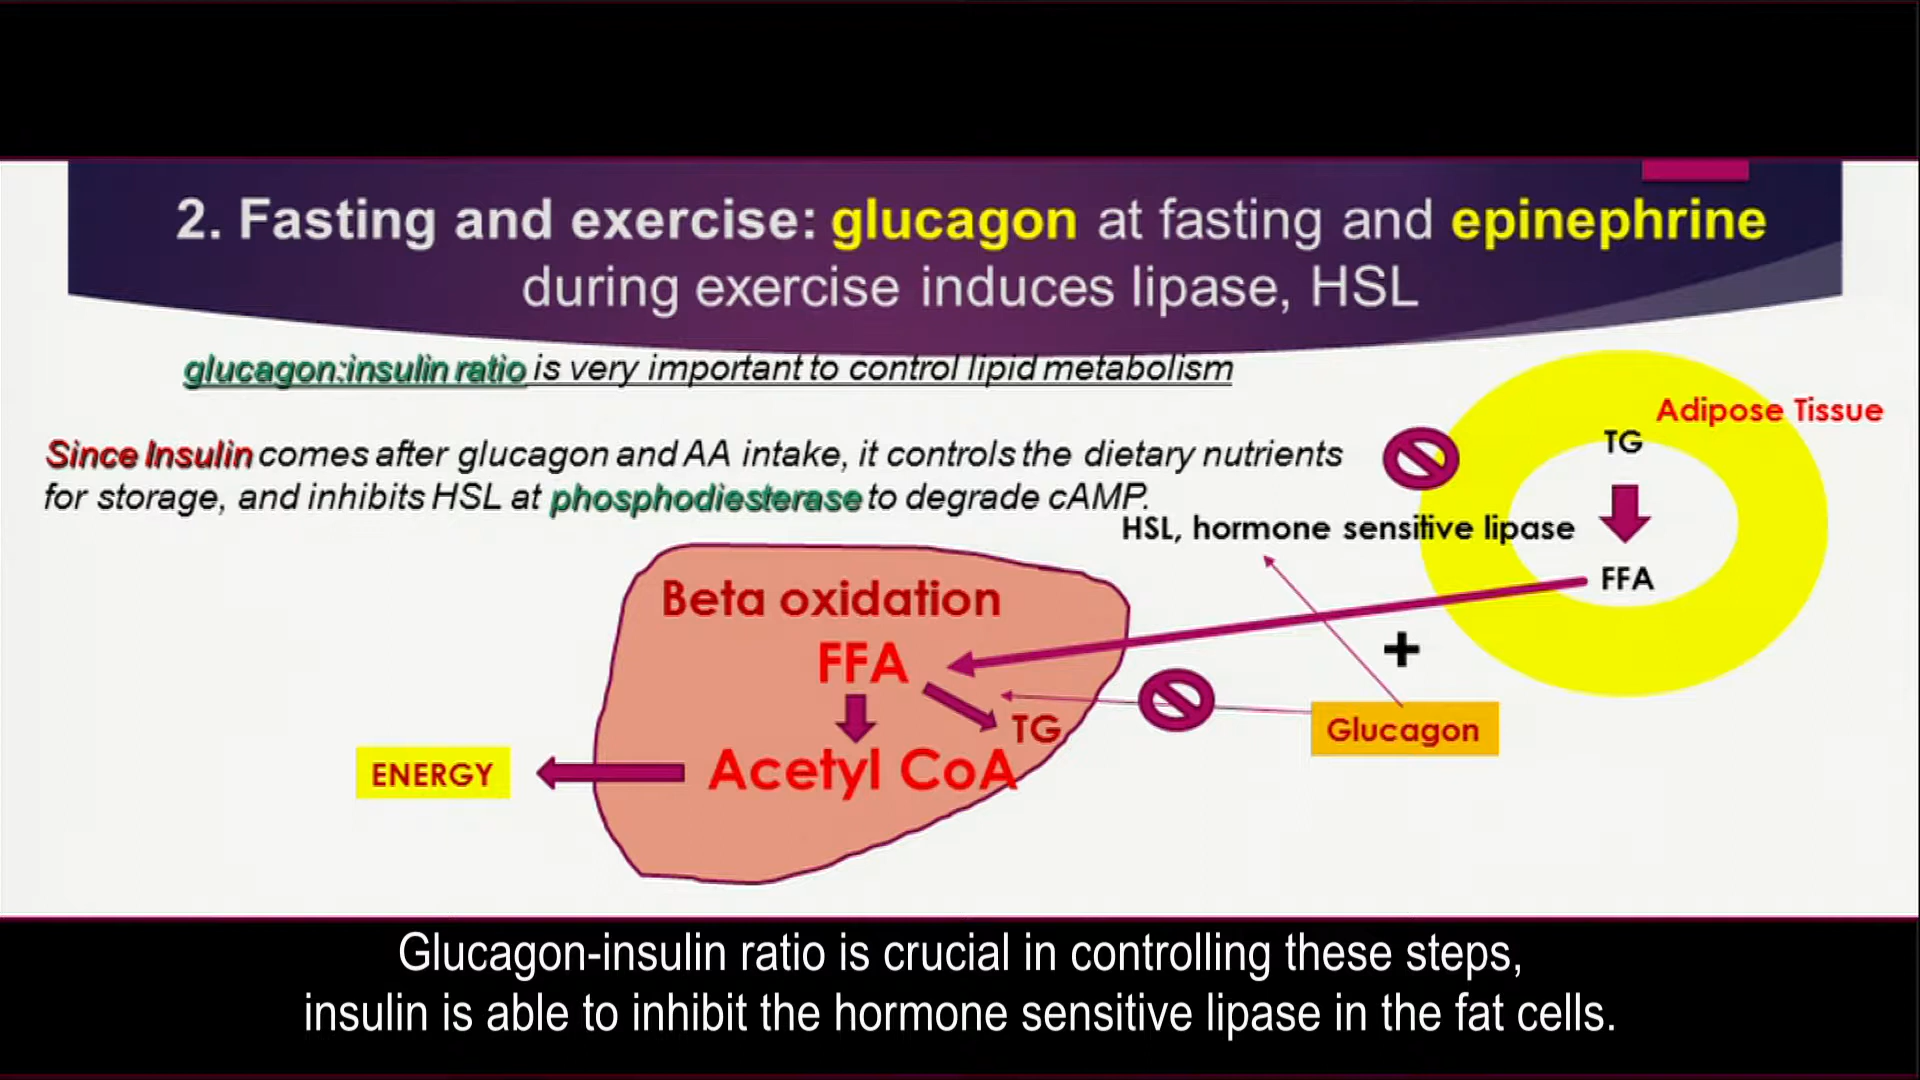 2. Fasting and exercise: glucagon at fasting and epinephrine
during exercise induces lipase, HSL
glucagon:insulin ratio is very important to control lipid metabolism
Since Insulin comes after glucagon and AA intake, it controls the dietary nutrients
for storage, and inhibits HSL at phosphodiesterase to degrade cAMP.
Adipose Tissue
TG
HSL, hormone sensitive lipase
FFA
Beta oxidation
FFA
+
TG
Glucagon
Acetyl CoA
ENERGY
Glucagon-insulin ratio is crucial in controlling these steps,
insulin is able to inhibit the hormone sensitive lipase in the fat cells.